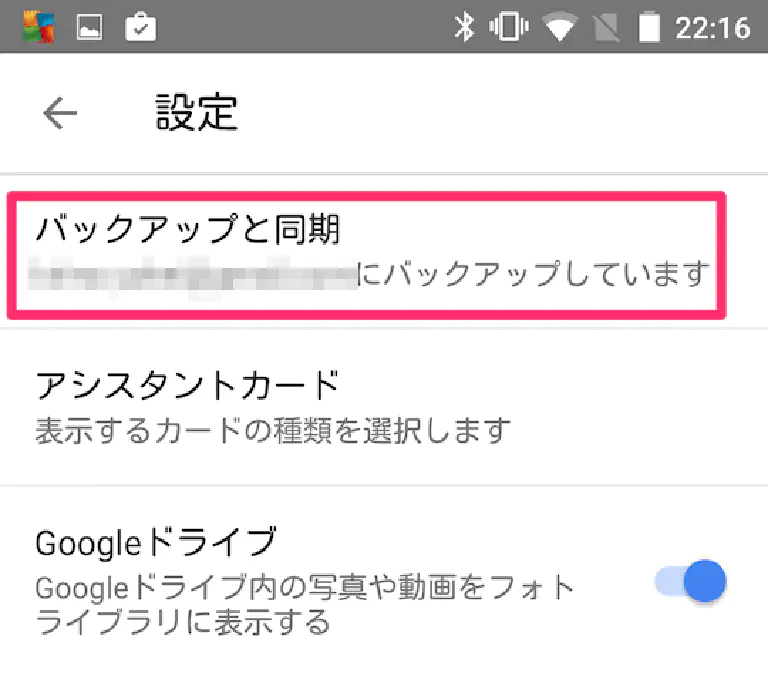 22:16
設定
バックアップと同期
にバックアップしています
アシスタントカード
表示するカードの種類を選択します
Googleドライブ
Googleドライブ内の写真や動画をフォト
ライブラリに表示する